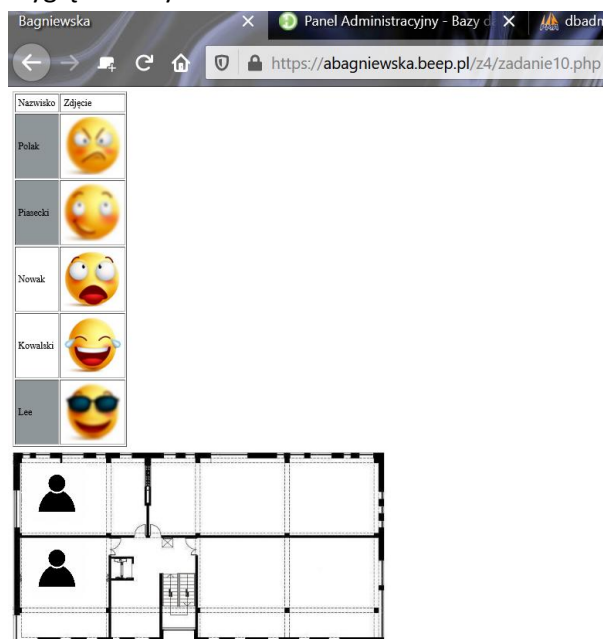 Bagniewska
Panel Administracyjny - Bazy d
dbadm
https://abagniewska.beep.pl/z4/zadanie10.php
Nazwisko Zdjęcie
Polak
Piasecki
Nowak
Kowalski
Lee